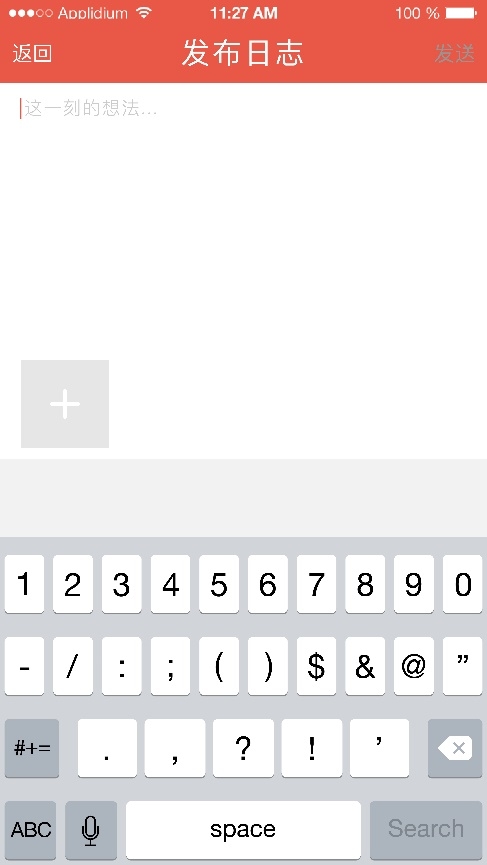 Applidium 11:27 AM 100 %
返回 发布日志 发送
这一刻的想法...
1 2 3 4 5 6 7 8 9 0
- / : ; ( ) $ & @ ”
#+= . , ? ! ’
ABC space Search